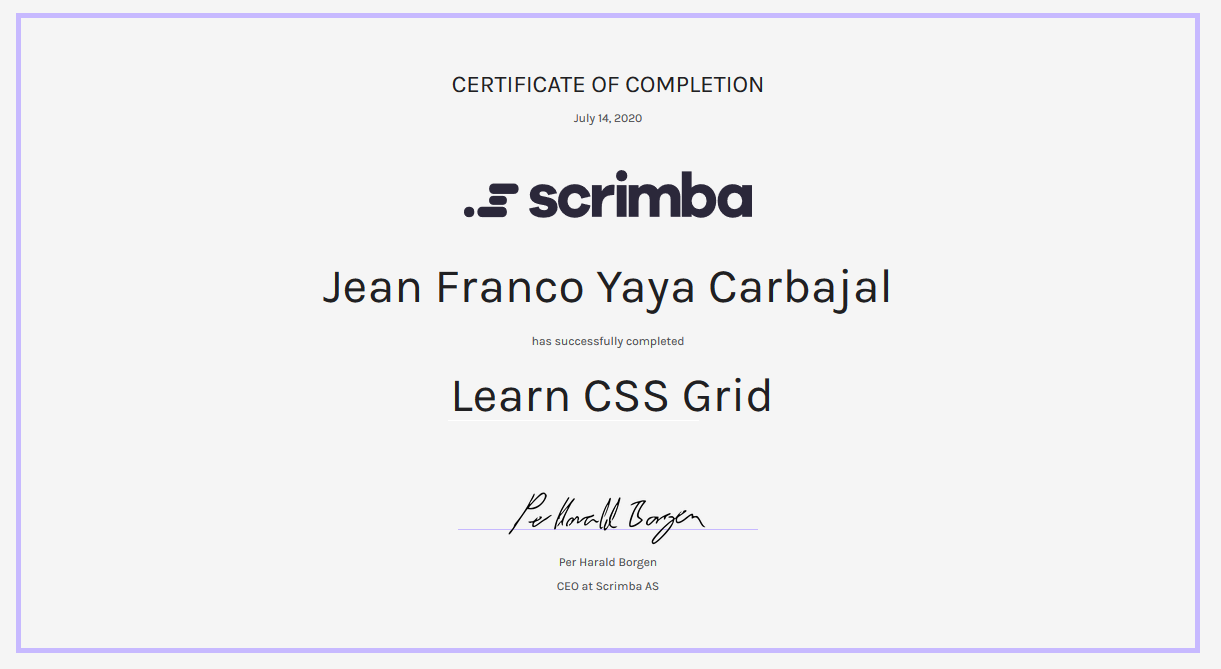 CERTIFICATE OF COMPLETION
July 14, 2020
scrimba
Jean Franco Yaya Carbajal
has successfully completed
Learn CSS Grid
Per Harald Borgen
Per Harald Borgen
CEO at Scrimba AS